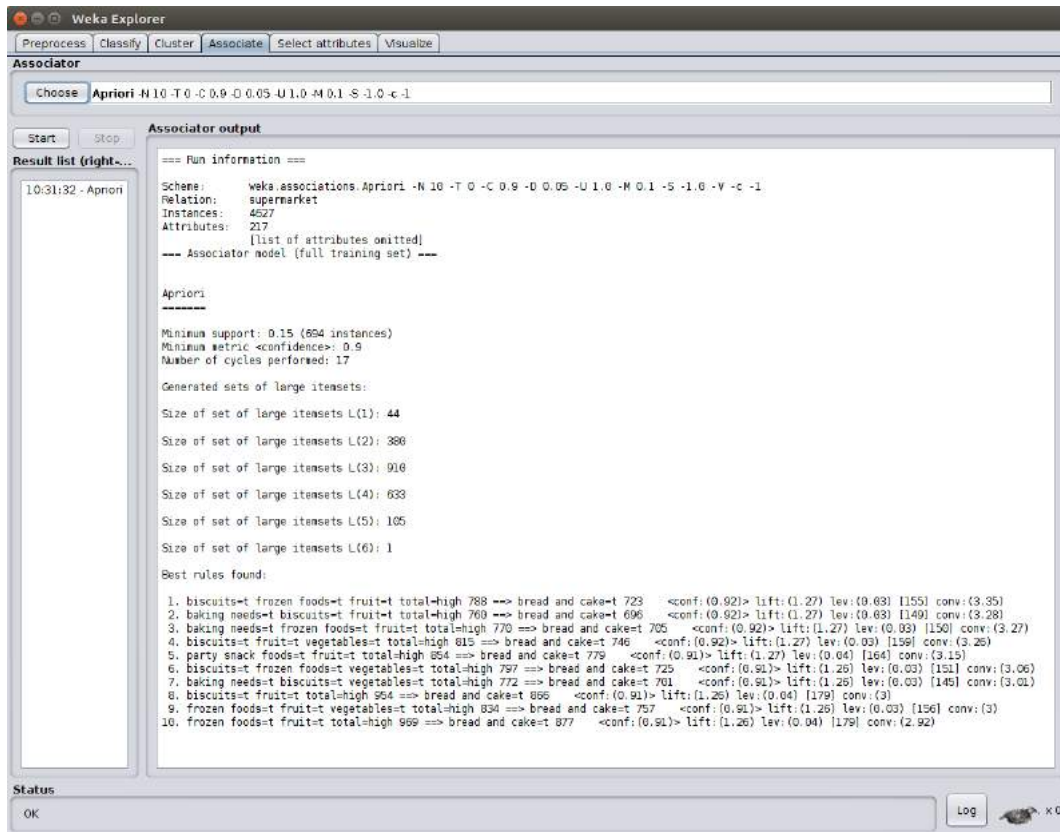 Weka Explorer
Preprocess Classify Cluster Associate Select attributes Visualize
Associator
Choose Apriori -N 10 -T 0 -C 0.9 -D 0.05 -U 1.0 -M 0.1 -S -1.0 -c -1
Start Stop
Associator output
Result list (right-...
10:31:32 - Apriori
=== Run information ===
Scheme: weka.associations.Apriori -N 10 -T 0 -C 0.9 -D 0.05 -U 1.0 -M 0.1 -S -1.0 -V -c -1
Relation: supermarket
Instances: 4627
Attributes: 217
[list of attributes omitted]
=== Associator model (full training set) ===
Apriori
=======
Minimum support: 0.15 (694 instances)
Minimum metric <confidence>: 0.9
Number of cycles performed: 17
Generated sets of large itemsets:
Size of set of large itemsets L(1): 44
Size of set of large itemsets L(2): 380
Size of set of large itemsets L(3): 910
Size of set of large itemsets L(4): 633
Size of set of large itemsets L(5): 105
Size of set of large itemsets L(6): 1
Best rules found:
1. biscuits=t frozen foods=t fruit=t total=high 788 ==> bread and cake=t 723 <conf:(0.92)> lift:(1.27) lev:(0.03) [155] conv:(3.35)
2. baking needs=t biscuits=t fruit=t total=high 760 ==> bread and cake=t 696 <conf:(0.92)> lift:(1.27) lev:(0.03) [149] conv:(3.28)
3. baking needs=t frozen foods=t fruit=t total=high 770 ==> bread and cake=t 705 <conf:(0.92)> lift:(1.27) lev:(0.03) [150] conv:(3.27)
4. biscuits=t fruit=t vegetables=t total=high 815 ==> bread and cake=t 746 <conf:(0.92)> lift:(1.27) lev:(0.03) [159] conv:(3.26)
5. party snack foods=t fruit=t total=high 854 ==> bread and cake=t 779 <conf:(0.91)> lift:(1.27) lev:(0.04) [164] conv:(3.15)
6. biscuits=t frozen foods=t vegetables=t total=high 797 ==> bread and cake=t 725 <conf:(0.91)> lift:(1.26) lev:(0.03) [151] conv:(3.06)
7. baking needs=t biscuits=t vegetables=t total=high 772 ==> bread and cake=t 701 <conf:(0.91)> lift:(1.26) lev:(0.03) [145] conv:(3.01)
8. biscuits=t fruit=t total=high 954 ==> bread and cake=t 866 <conf:(0.91)> lift:(1.26) lev:(0.04) [179] conv:(3)
9. frozen foods=t fruit=t vegetables=t total=high 834 ==> bread and cake=t 757 <conf:(0.91)> lift:(1.26) lev:(0.03) [156] conv:(3)
10. frozen foods=t fruit=t total=high 969 ==> bread and cake=t 877 <conf:(0.91)> lift:(1.26) lev:(0.04) [179] conv:(2.92)
Status
OK
Log
x 0